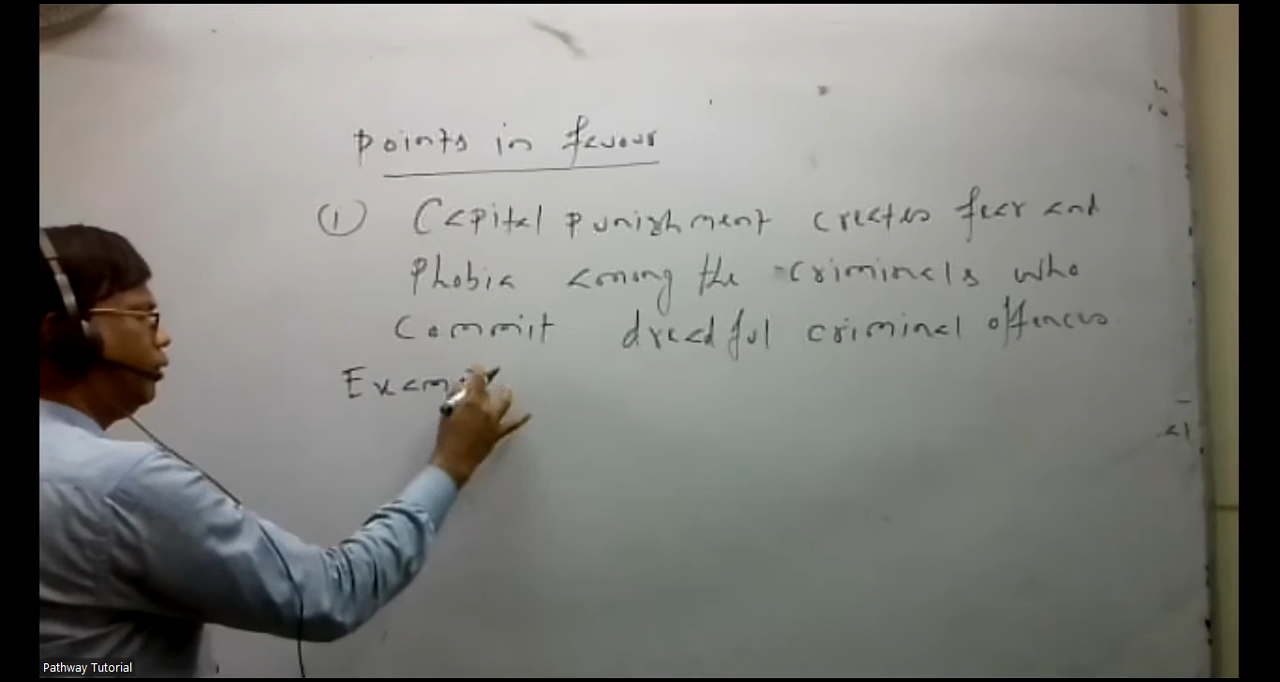 Points in favour
① Capital punishment creates fear and
Phobia among the criminals who
Commit dreadful criminal offences
Exam
Pathway Tutorial